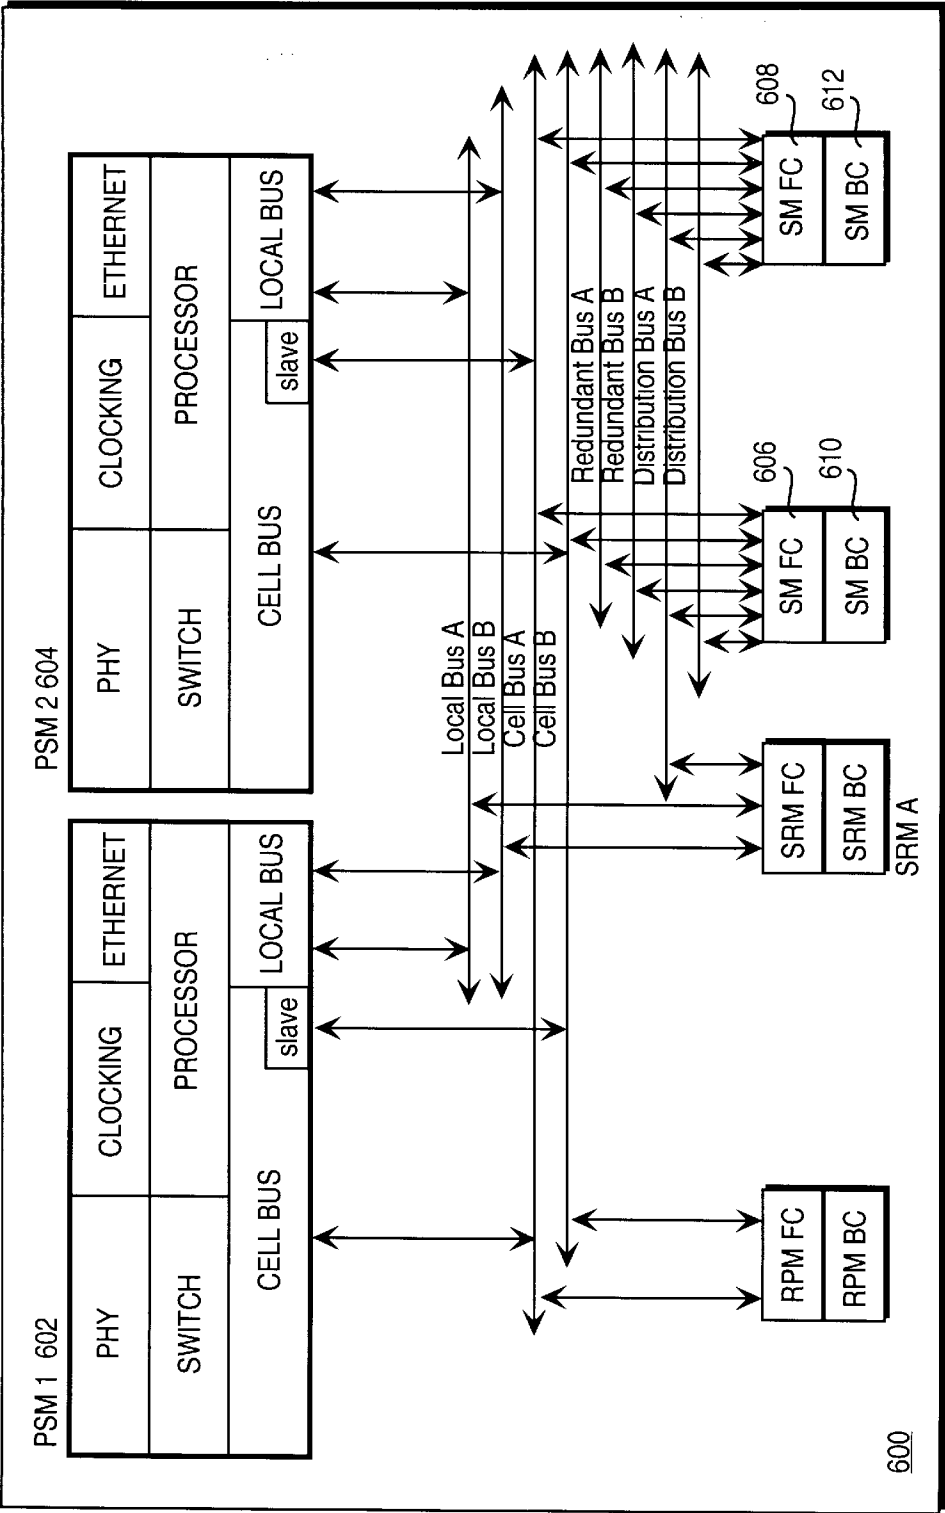 PSM 1 602
PHY
CLOCKING
ETHERNET
SWITCH
PROCESSOR
CELL BUS
slave
LOCAL BUS
PSM 2 604
PHY
CLOCKING
ETHERNET
SWITCH
PROCESSOR
CELL BUS
slave
LOCAL BUS
Local Bus A
Local Bus B
Cell Bus A
Cell Bus B
Redundant Bus A
Redundant Bus B
Distribution Bus A
Distribution Bus B
RPM FC
RPM BC
SRM FC
SRM BC
SRM A
SM FC
606
SM BC
610
SM FC
608
SM BC
612
600